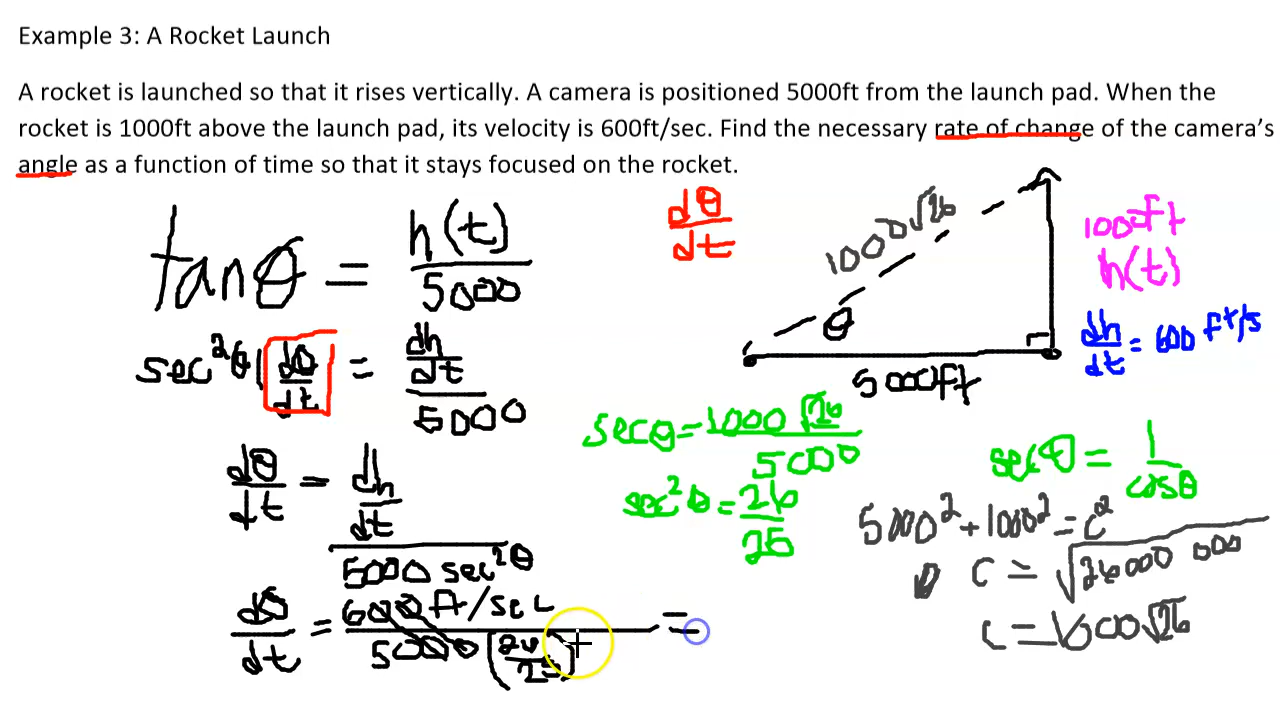 Example 3: A Rocket Launch
A rocket is launched so that it rises vertically. A camera is positioned 5000ft from the launch pad. When the
rocket is 1000ft above the launch pad, its velocity is 600ft/sec. Find the necessary rate of change of the camera's
angle as a function of time so that it stays focused on the rocket.
tanθ = h(t)/5000
sec²θ dθ/dt = dh/dt / 5000
dθ/dt = dh/dt / 5000 sec²θ
dθ/dt = 600 ft/sec / 5000 (26/25) =
dθ/dt
1000√26
θ
5000ft
1000ft
h(t)
dh/dt = 600 ft/s
secθ = 1000√26 / 5000
sec²θ = 26/25
secθ = 1/cosθ
5000² + 1000² = c²
c = √26000 000
c = 1000√26